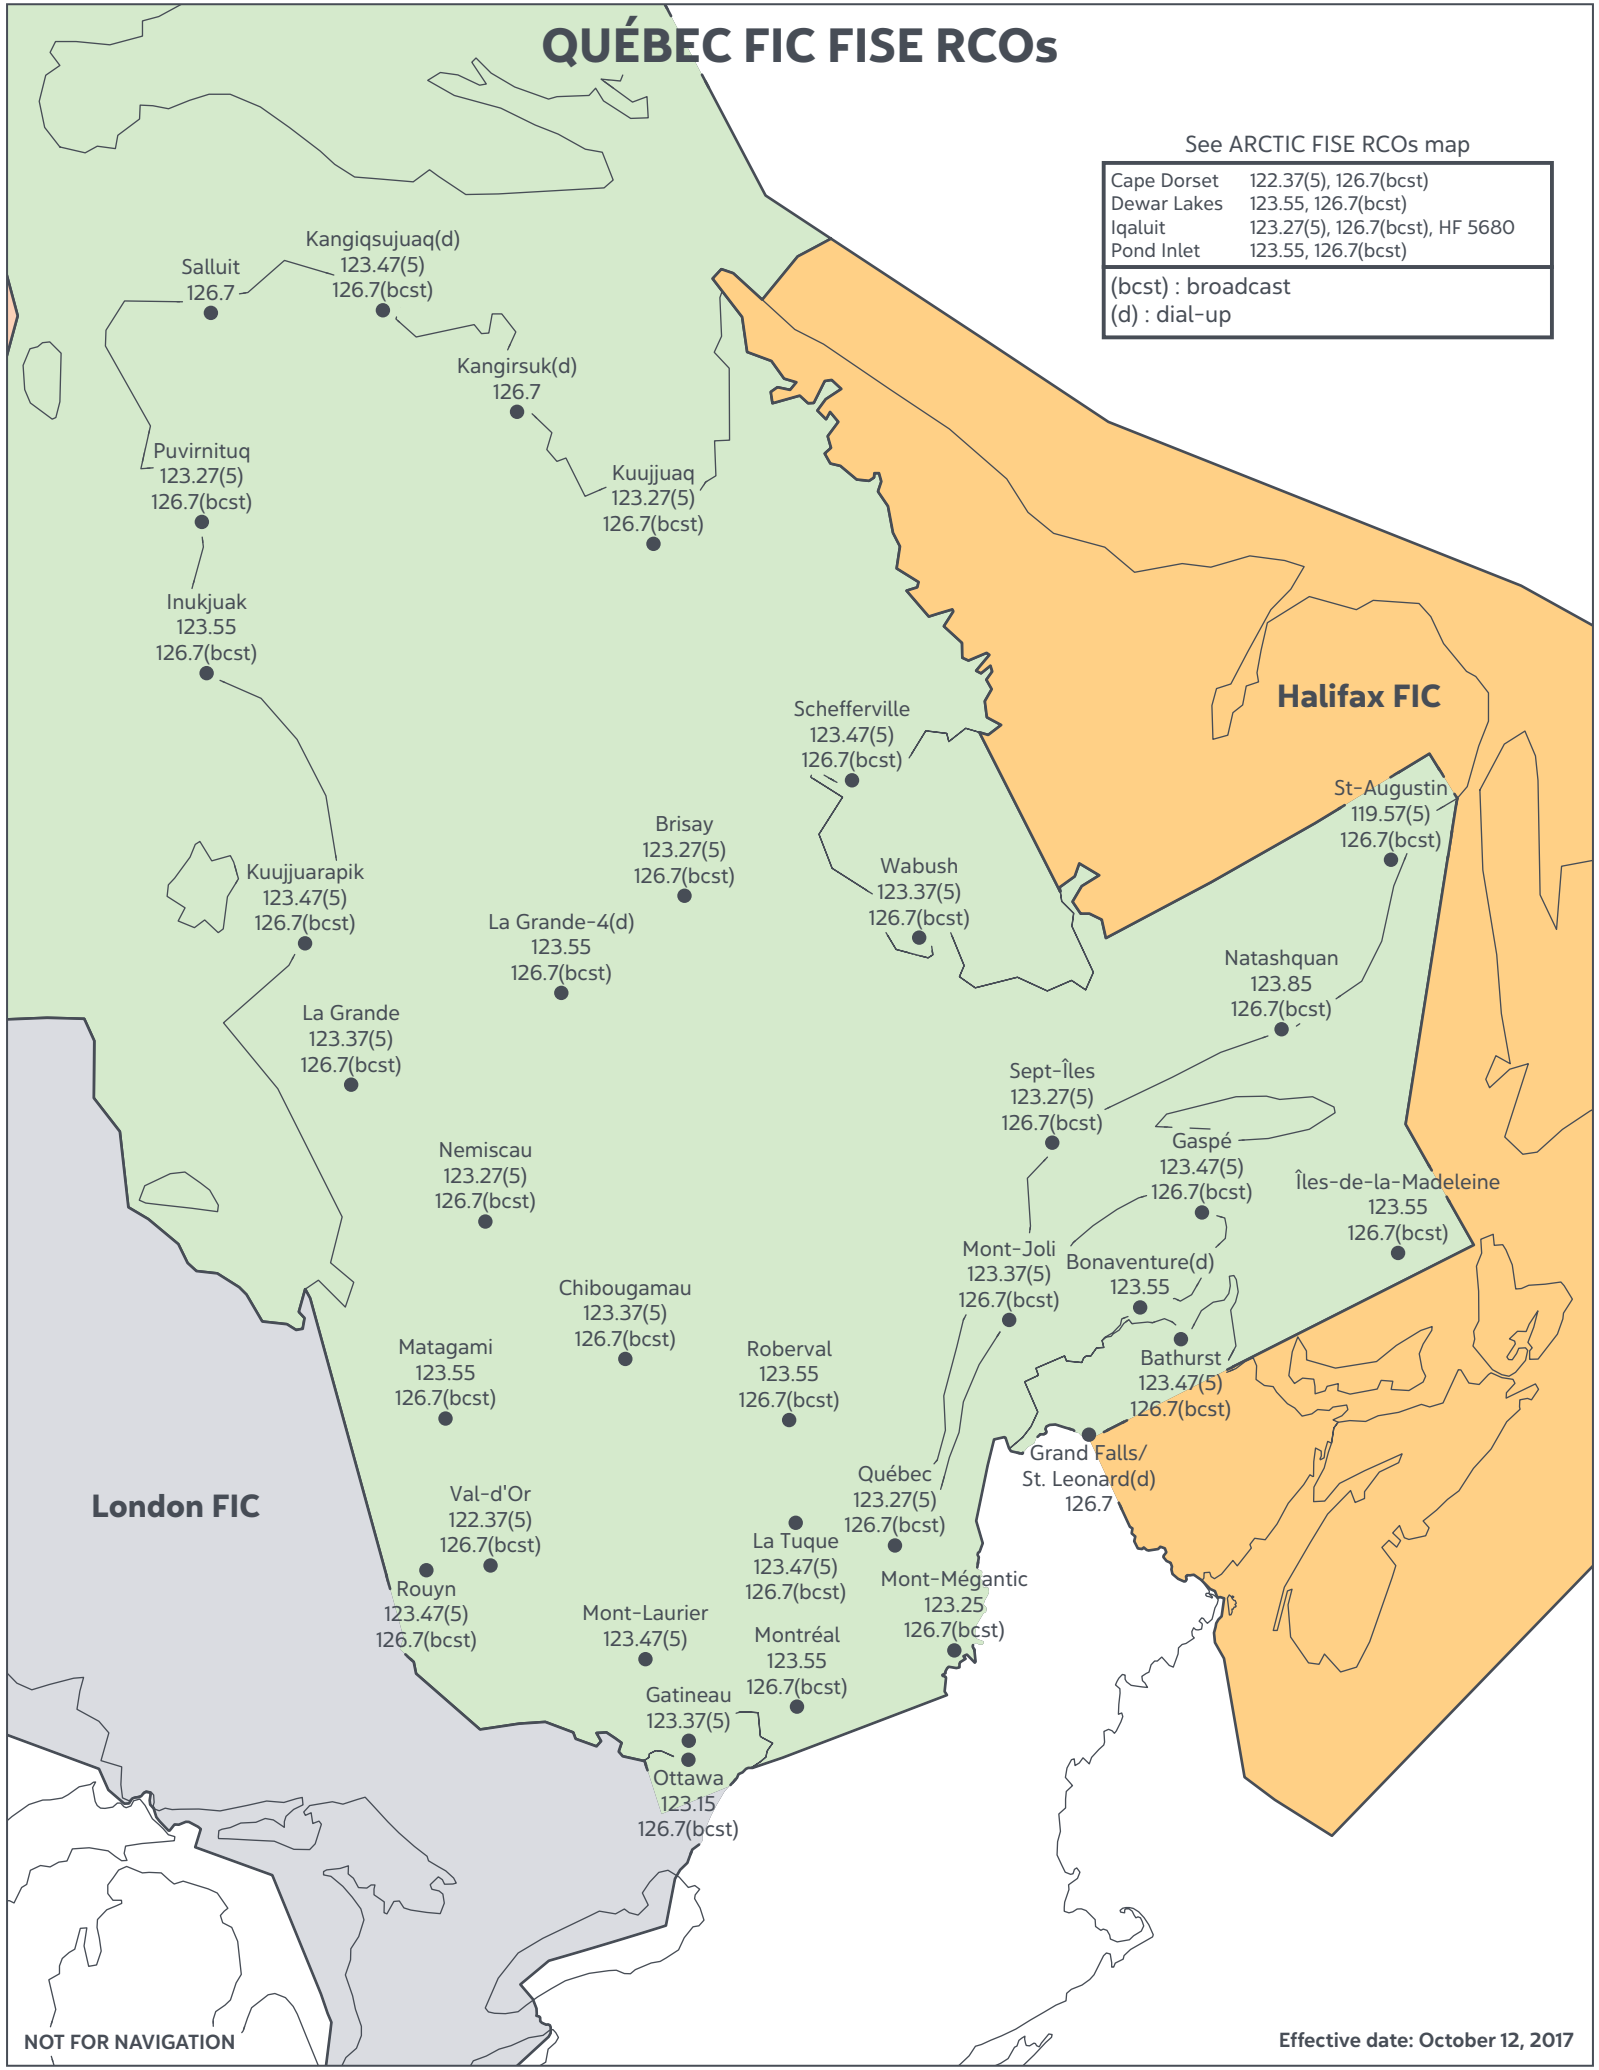 QUÉBEC FIC FISE RCOs
See ARCTIC FISE RCOs map
Cape Dorset 122.37(5), 126.7(bcst)
Dewar Lakes 123.55, 126.7(bcst)
Iqaluit 123.27(5), 126.7(bcst), HF 5680
Pond Inlet 123.55, 126.7(bcst)
(bcst) : broadcast
(d) : dial-up
Kangiqsujuaq(d)
123.47(5)
126.7(bcst)
Salluit
126.7
Kangirsuk(d)
126.7
Puvirnituq
123.27(5)
126.7(bcst)
Kuujjuaq
123.27(5)
126.7(bcst)
Inukjuak
123.55
126.7(bcst)
Halifax FIC
Schefferville
123.47(5)
126.7(bcst)
St-Augustin
119.57(5)
126.7(bcst)
Brisay
123.27(5)
126.7(bcst)
Wabush
123.37(5)
126.7(bcst)
Kuujjuarapik
123.47(5)
126.7(bcst)
La Grande-4(d)
123.55
126.7(bcst)
Natashquan
123.85
126.7(bcst)
La Grande
123.37(5)
126.7(bcst)
Sept-Îles
123.27(5)
126.7(bcst)
Gaspé
123.47(5)
126.7(bcst)
Nemiscau
123.27(5)
126.7(bcst)
Îles-de-la-Madeleine
123.55
126.7(bcst)
Mont-Joli
123.37(5)
126.7(bcst)
Bonaventure(d)
123.55
Chibougamau
123.37(5)
126.7(bcst)
Matagami
123.55
126.7(bcst)
Roberval
123.55
126.7(bcst)
Bathurst
123.47(5)
126.7(bcst)
Grand Falls/
St. Leonard(d)
126.7
Québec
123.27(5)
126.7(bcst)
London FIC
Val-d'Or
122.37(5)
126.7(bcst)
La Tuque
123.47(5)
126.7(bcst)
Mont-Mégantic
123.25
126.7(bcst)
Rouyn
123.47(5)
126.7(bcst)
Mont-Laurier
123.47(5)
Montréal
123.55
126.7(bcst)
Gatineau
123.37(5)
Ottawa
123.15
126.7(bcst)
NOT FOR NAVIGATION
Effective date: October 12, 2017